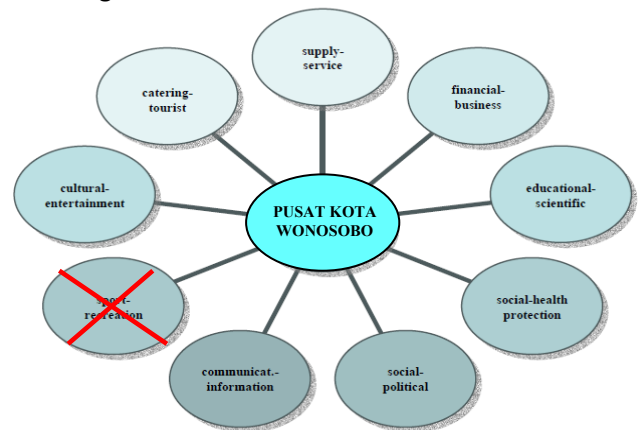 supply-
service
financial-
business
educational-
scientific
social-health
protection
social-
political
communicat.-
information
sport-
recreation
cultural-
entertainment
catering-
tourist
PUSAT KOTA
WONOSOBO